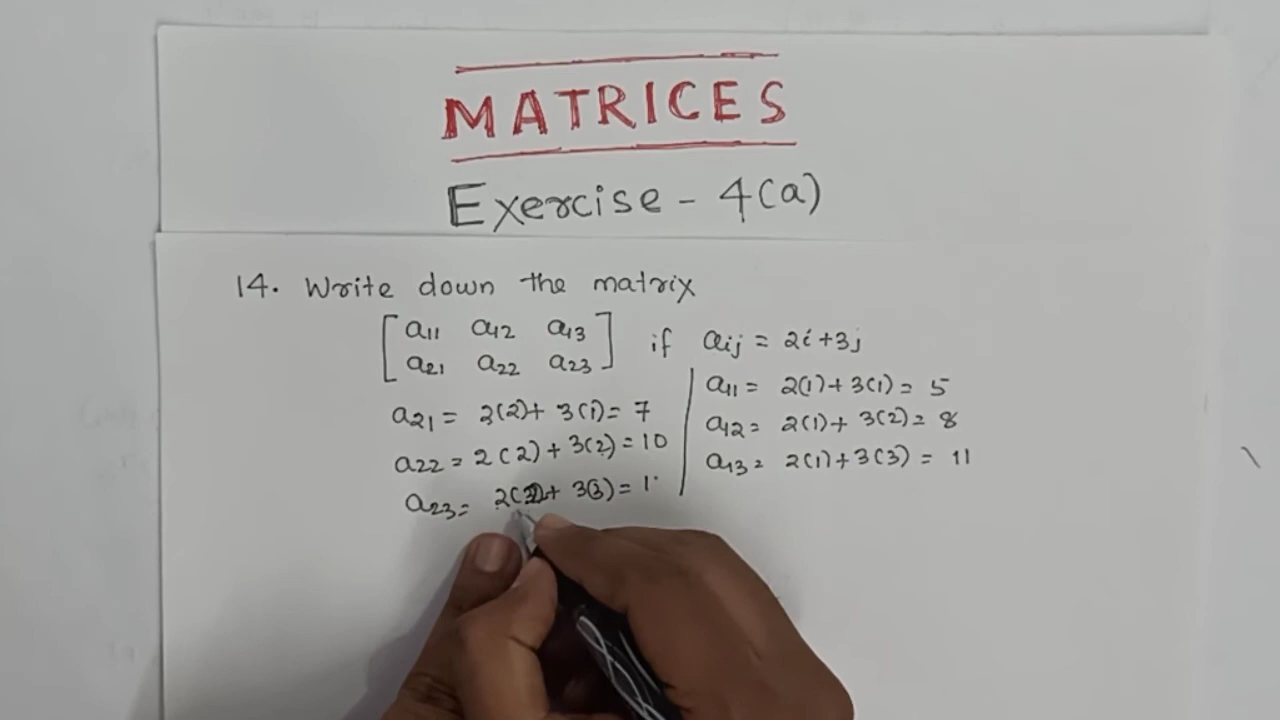 MATRICES
Exercise - 4(a)
14. Write down the matrix
[ a11 a12 a13 ] if aij = 2i+3j
[ a21 a22 a23 ]
a11 = 2(1)+3(1) = 5
a12 = 2(1)+ 3(2) = 8
a13 = 2(1)+3(3) = 11
a21 = 2(2)+ 3(1) = 7
a22 = 2(2)+3(2) = 10
a23 = 2(2)+ 3(3) = 1